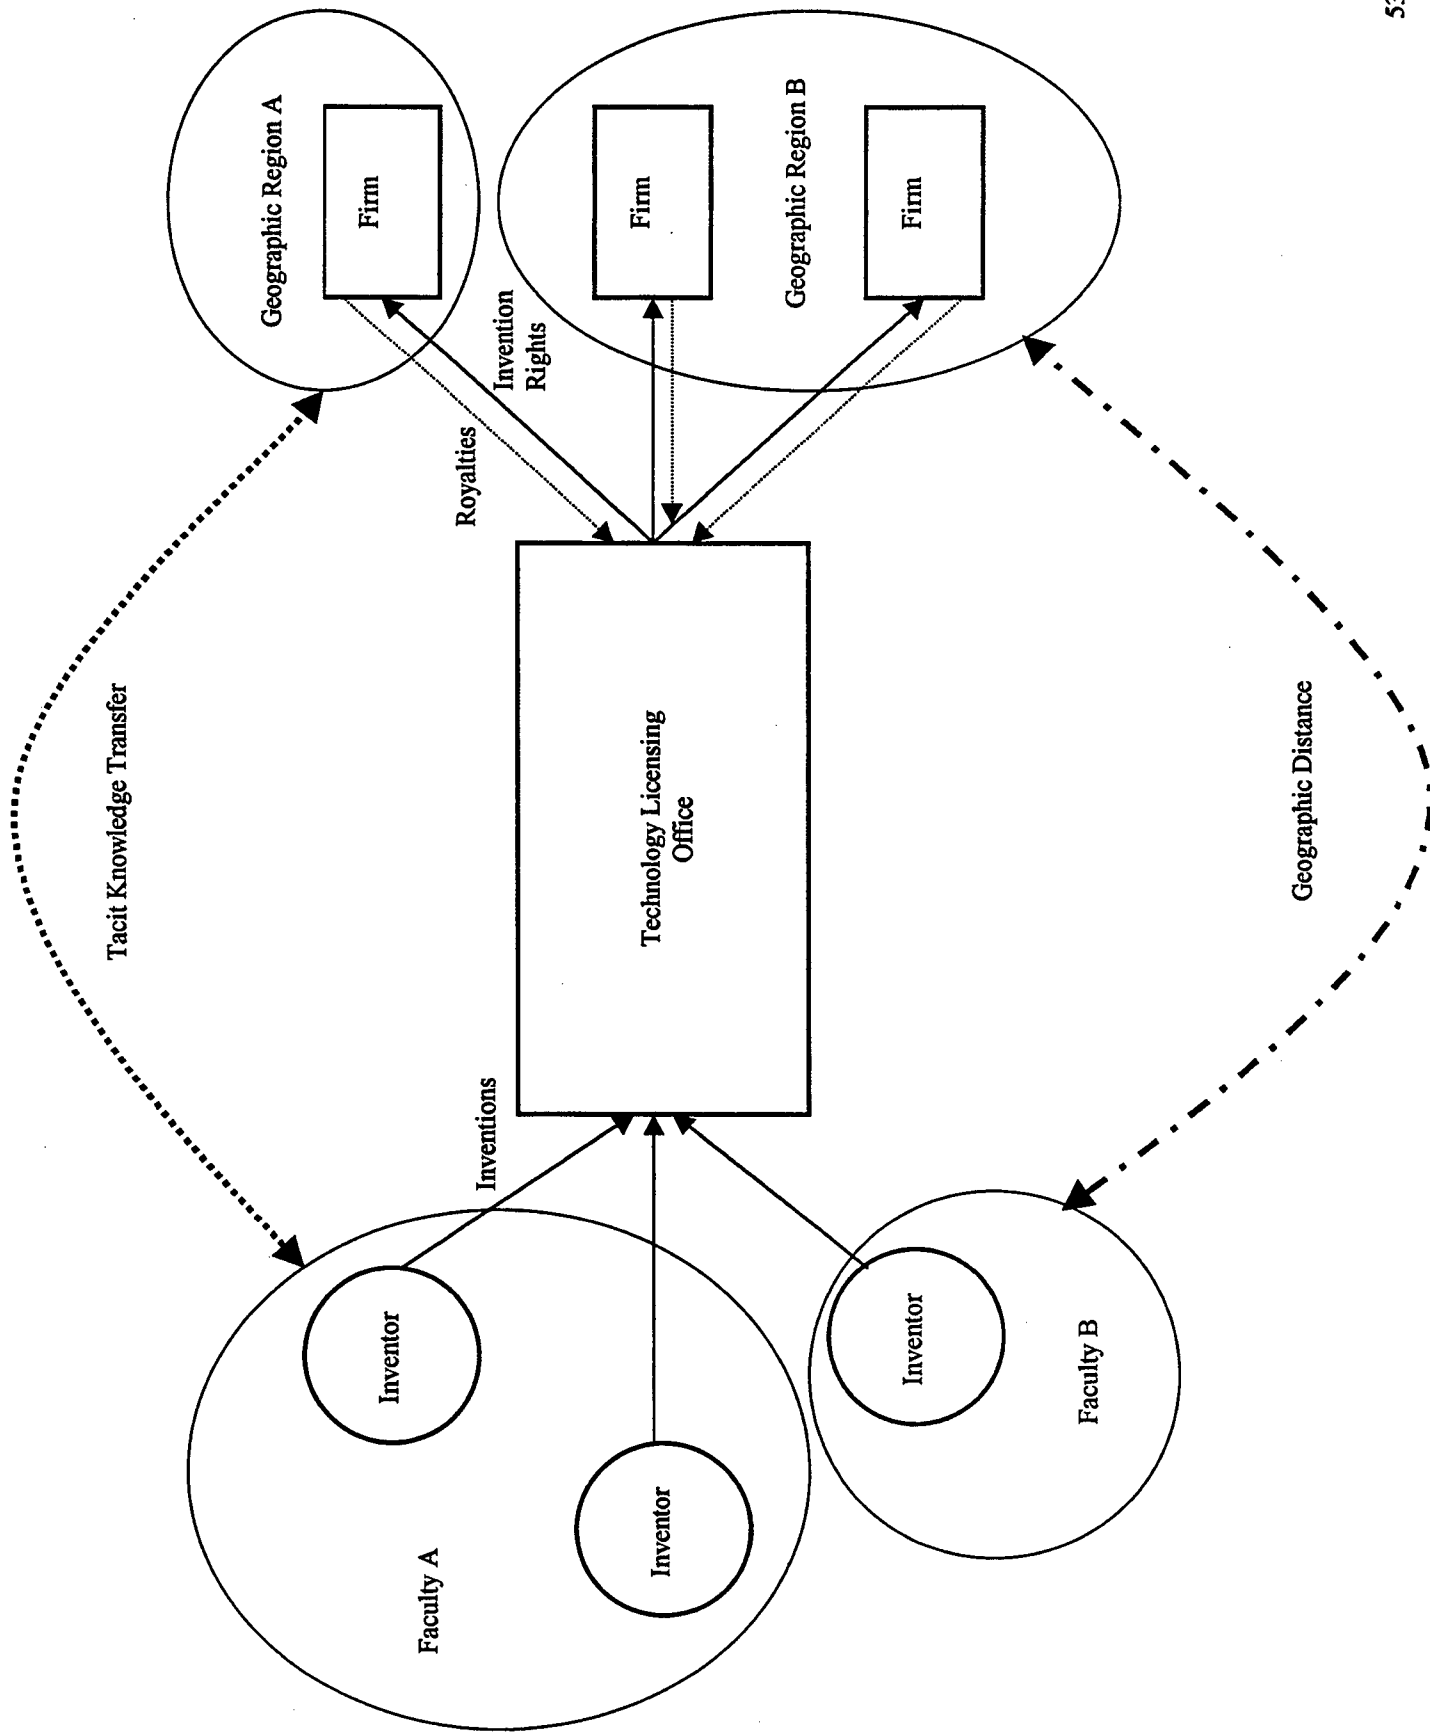 Tacit Knowledge Transfer
Faculty A
Inventor
Inventor
Inventions
Technology Licensing
Office
Royalties
Invention
Rights
Geographic Region A
Firm
Firm
Geographic Region B
Firm
Inventor
Faculty B
Geographic Distance